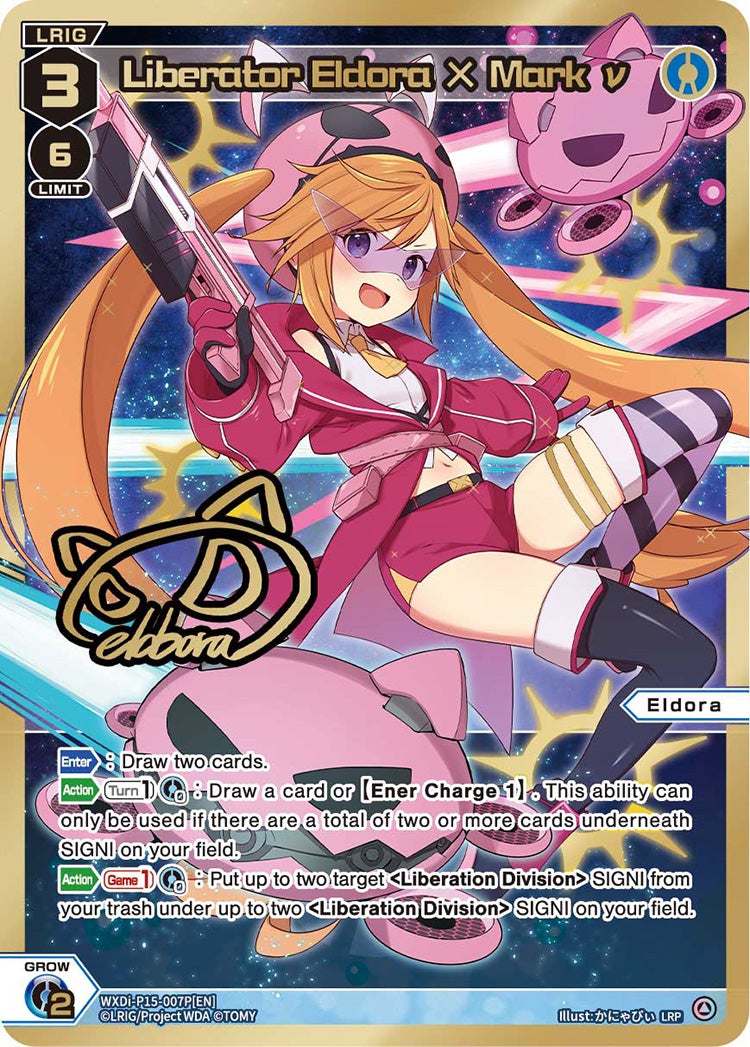 LRIG
3
Liberator Eldora × Mark ν
6
LIMIT
eldora
Eldora
Enter : Draw two cards.
Action Turn 1 0 : Draw a card or 【Ener Charge 1】. This ability can
only be used if there are a total of two or more cards underneath
SIGNI on your field.
Action Game 1 0 : Put up to two target <Liberation Division> SIGNI from
your trash under up to two <Liberation Division> SIGNI on your field.
GROW
2
WXDi-P15-007P[EN]
©LRIG/Project WDA ©TOMY
Illust:かにゃぴぃ LRP